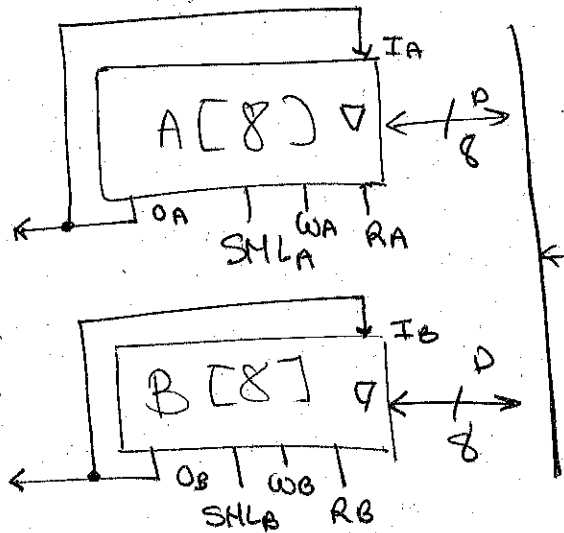 IA
A[8] D
8
OA SHLA WA RA
IB
B[8] D
8
OB SHLB WB RB